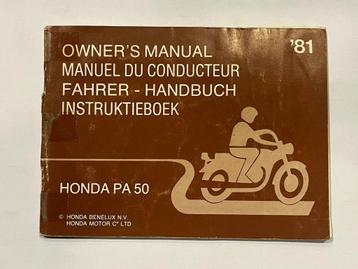 OWNER'S MANUAL '81
MANUEL DU CONDUCTEUR
FAHRER - HANDBUCH
INSTRUKTIEBOEK
HONDA PA 50
© HONDA BENELUX N.V.
HONDA MOTOR Cº LTD